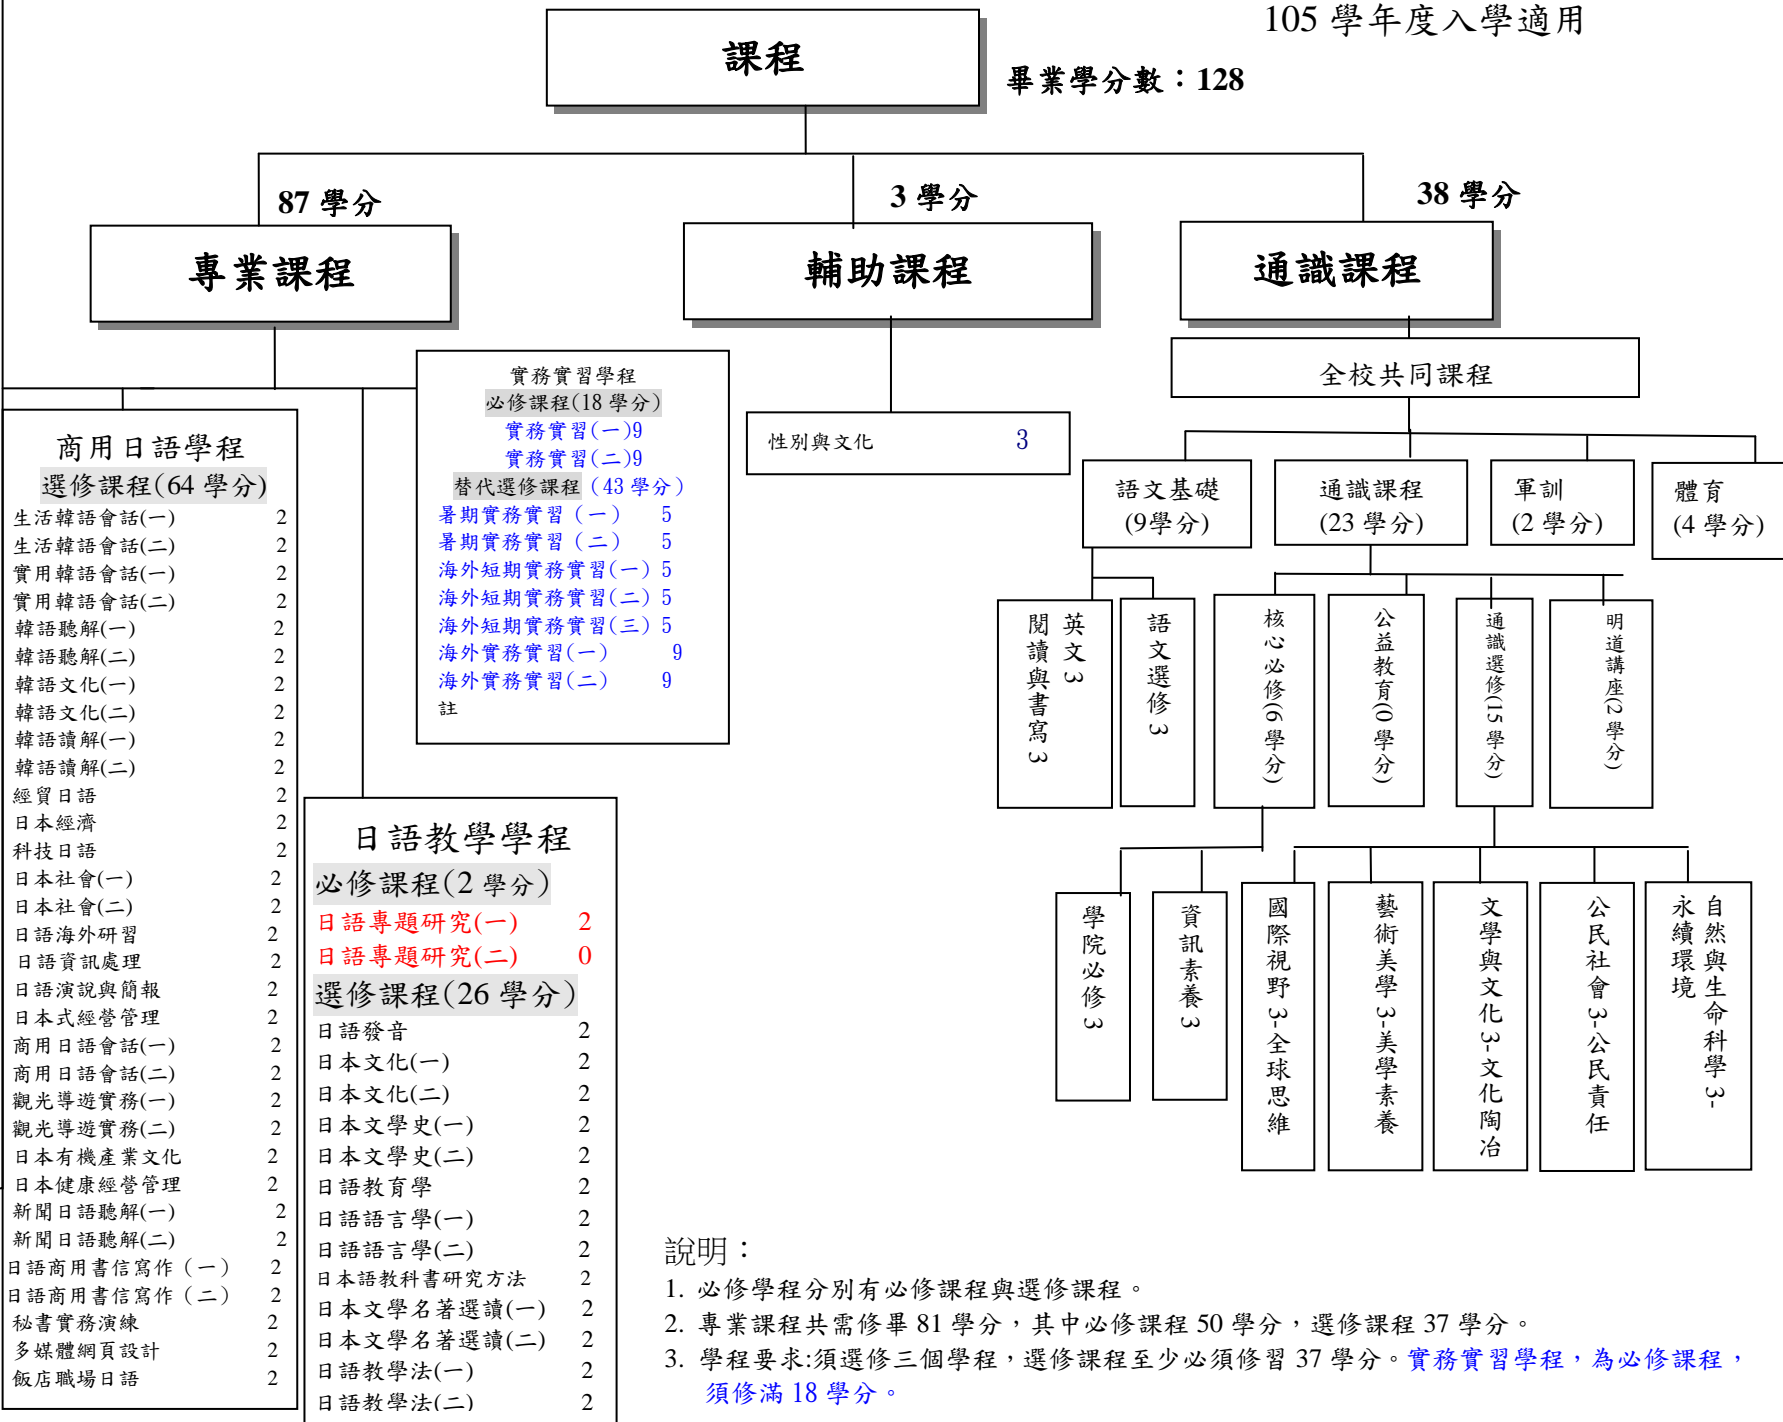 105 學年度入學適用
課程
畢業學分數：128
87 學分
3 學分
38 學分
專業課程
輔助課程
通識課程
商用日語學程
選修課程(64 學分)
生活韓語會話(一) 2
生活韓語會話(二) 2
實用韓語會話(一) 2
實用韓語會話(二) 2
韓語聽解(一) 2
韓語聽解(二) 2
韓語文化(一) 2
韓語文化(二) 2
韓語讀解(一) 2
韓語讀解(二) 2
經貿日語 2
日本經濟 2
科技日語 2
日本社會(一) 2
日本社會(二) 2
日語海外研習 2
日語資訊處理 2
日語演說與簡報 2
日本式經營管理 2
商用日語會話(一) 2
商用日語會話(二) 2
觀光導遊實務(一) 2
觀光導遊實務(二) 2
日本有機產業文化 2
日本健康經營管理 2
新聞日語聽解(一) 2
新聞日語聽解(二) 2
日語商用書信寫作（一） 2
日語商用書信寫作（二） 2
秘書實務演練 2
多媒體網頁設計 2
飯店職場日語 2
實務實習學程
必修課程(18 學分)
實務實習(一)9
實務實習(二)9
替代選修課程（43 學分）
暑期實務實習（一） 5
暑期實務實習（二） 5
海外短期實務實習(一) 5
海外短期實務實習(二) 5
海外短期實務實習(三) 5
海外實務實習(一) 9
海外實務實習(二) 9
註
日語教學學程
必修課程(2 學分)
日語專題研究(一) 2
日語專題研究(二) 0
選修課程(26 學分)
日語發音 2
日本文化(一) 2
日本文化(二) 2
日本文學史(一) 2
日本文學史(二) 2
日語教育學 2
日語語言學(一) 2
日語語言學(二) 2
日本語教科書研究方法 2
日本文學名著選讀(一) 2
日本文學名著選讀(二) 2
日語教學法(一) 2
日語教學法(二) 2
性別與文化 3
全校共同課程
語文基礎
(9學分)
通識課程
(23 學分)
軍訓
(2 學分)
體育
(4 學分)
英文 3
閱讀與書寫 3
語文選修 3
核心必修(6 學分)
公益教育(0 學分)
通識選修(15 學分)
明道講座(2 學分)
學院必修 3
資訊素養 3
國際視野 3-全球思維
藝術美學 3-美學素養
文學與文化 3-文化陶冶
公民社會 3-公民責任
自然與生命科學 3-
永續環境
說明：
1. 必修學程分別有必修課程與選修課程。
2. 專業課程共需修畢 81 學分，其中必修課程 50 學分，選修課程 37 學分。
3. 學程要求:須選修三個學程，選修課程至少必須修習 37 學分。實務實習學程，為必修課程，
須修滿 18 學分。